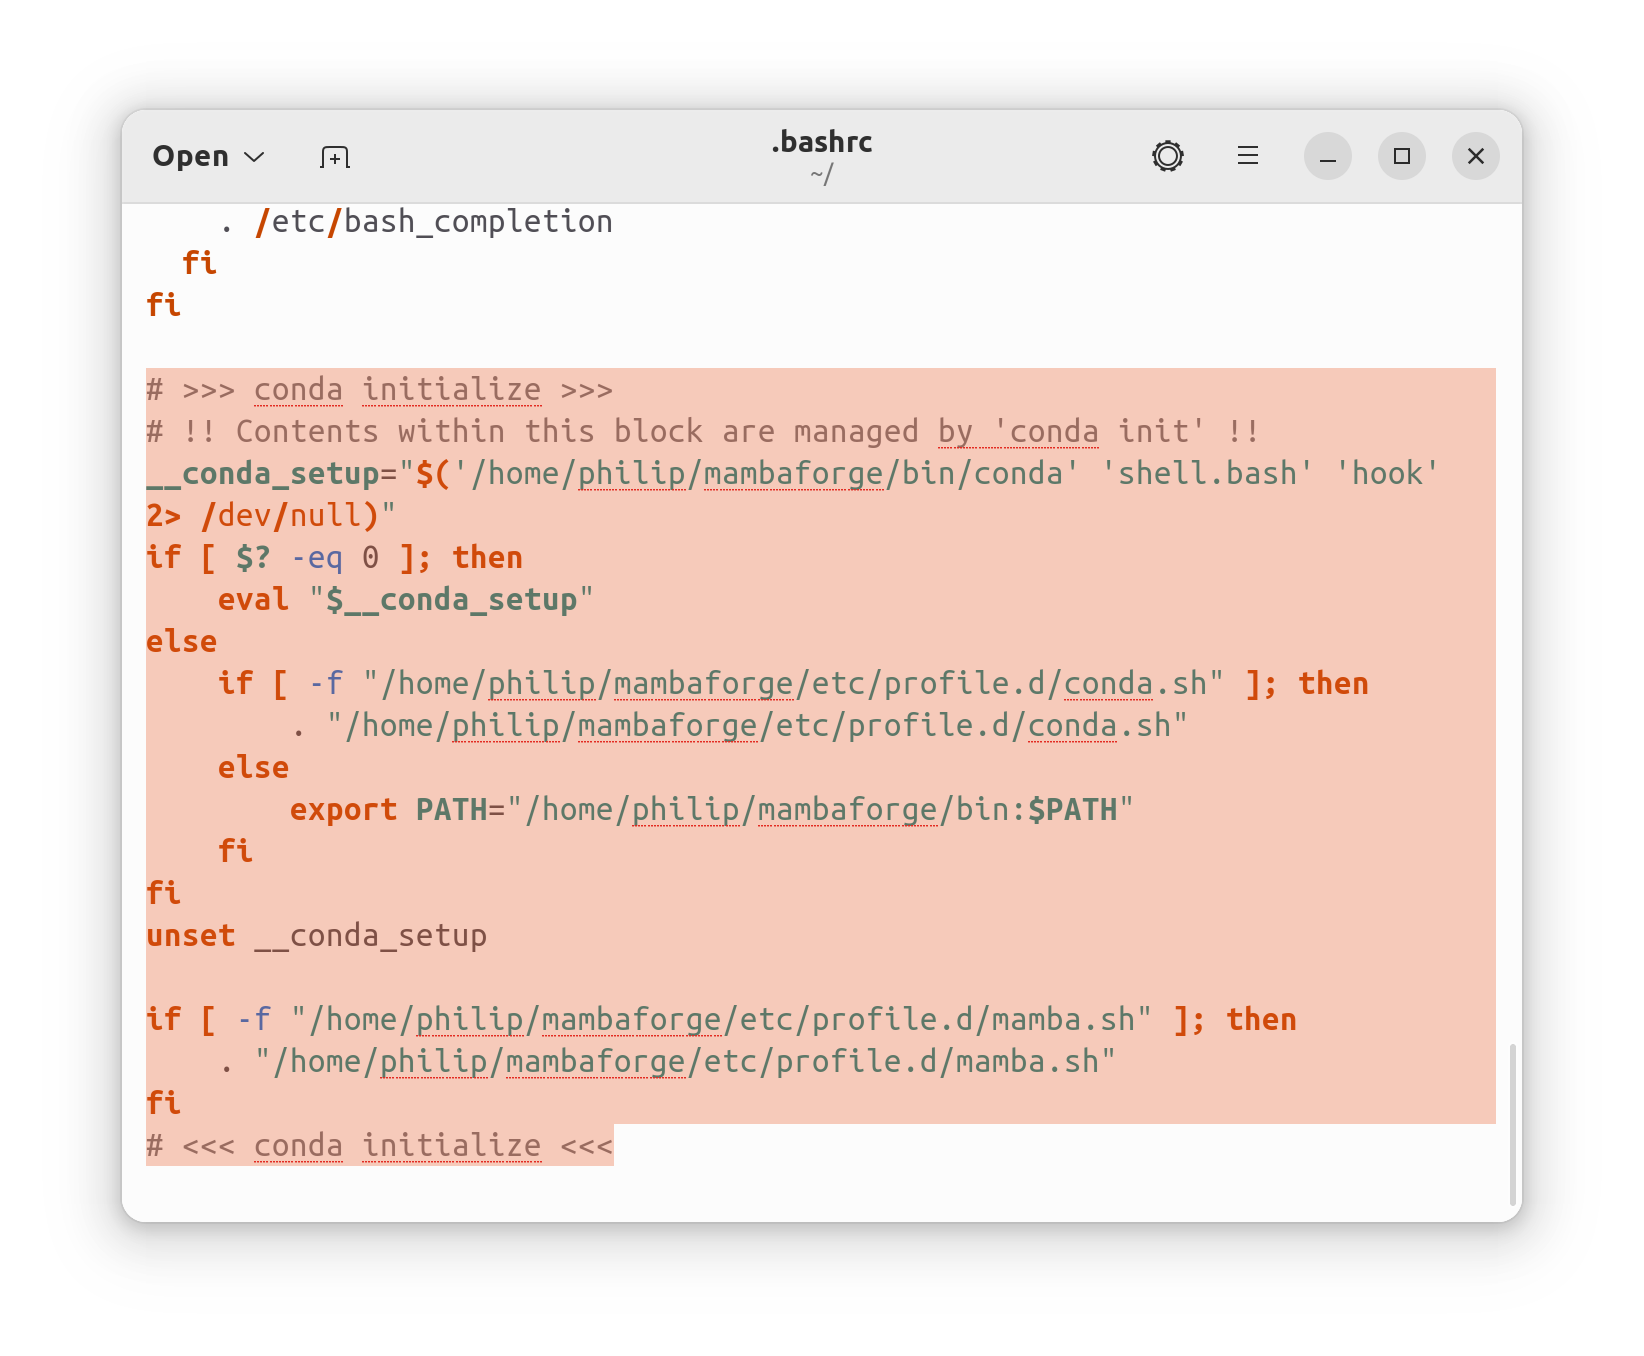 Open
.bashrc
~/
    . /etc/bash_completion
  fi
fi

# >>> conda initialize >>>
# !! Contents within this block are managed by 'conda init' !!
__conda_setup="$('/home/philip/mambaforge/bin/conda' 'shell.bash' 'hook'
2> /dev/null)"
if [ $? -eq 0 ]; then
    eval "$__conda_setup"
else
    if [ -f "/home/philip/mambaforge/etc/profile.d/conda.sh" ]; then
        . "/home/philip/mambaforge/etc/profile.d/conda.sh"
    else
        export PATH="/home/philip/mambaforge/bin:$PATH"
    fi
fi
unset __conda_setup

if [ -f "/home/philip/mambaforge/etc/profile.d/mamba.sh" ]; then
    . "/home/philip/mambaforge/etc/profile.d/mamba.sh"
fi
# <<< conda initialize <<<